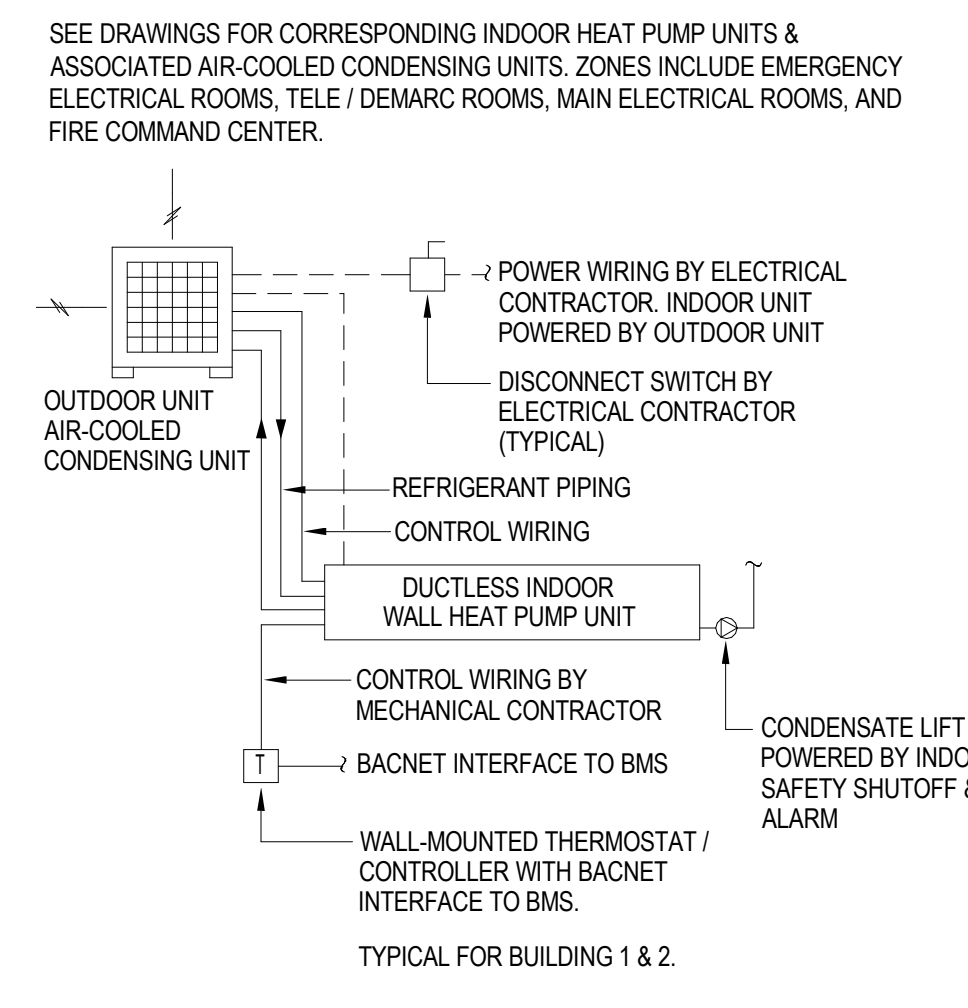 SEE DRAWINGS FOR CORRESPONDING INDOOR HEAT PUMP UNITS &
ASSOCIATED AIR-COOLED CONDENSING UNITS. ZONES INCLUDE EMERGENCY
ELECTRICAL ROOMS, TELE / DEMARC ROOMS, MAIN ELECTRICAL ROOMS, AND
FIRE COMMAND CENTER.
POWER WIRING BY ELECTRICAL
CONTRACTOR. INDOOR UNIT
POWERED BY OUTDOOR UNIT
DISCONNECT SWITCH BY
ELECTRICAL CONTRACTOR
(TYPICAL)
OUTDOOR UNIT
AIR-COOLED
CONDENSING UNIT
REFRIGERANT PIPING
CONTROL WIRING
DUCTLESS INDOOR
WALL HEAT PUMP UNIT
CONTROL WIRING BY
MECHANICAL CONTRACTOR
CONDENSATE LIFT
POWERED BY
SAFETY SHUTOFF
ALARM
T
BACNET INTERFACE TO BMS
WALL-MOUNTED THERMOSTAT /
CONTROLLER WITH BACNET
INTERFACE TO BMS.
TYPICAL FOR BUILDING 1 & 2.